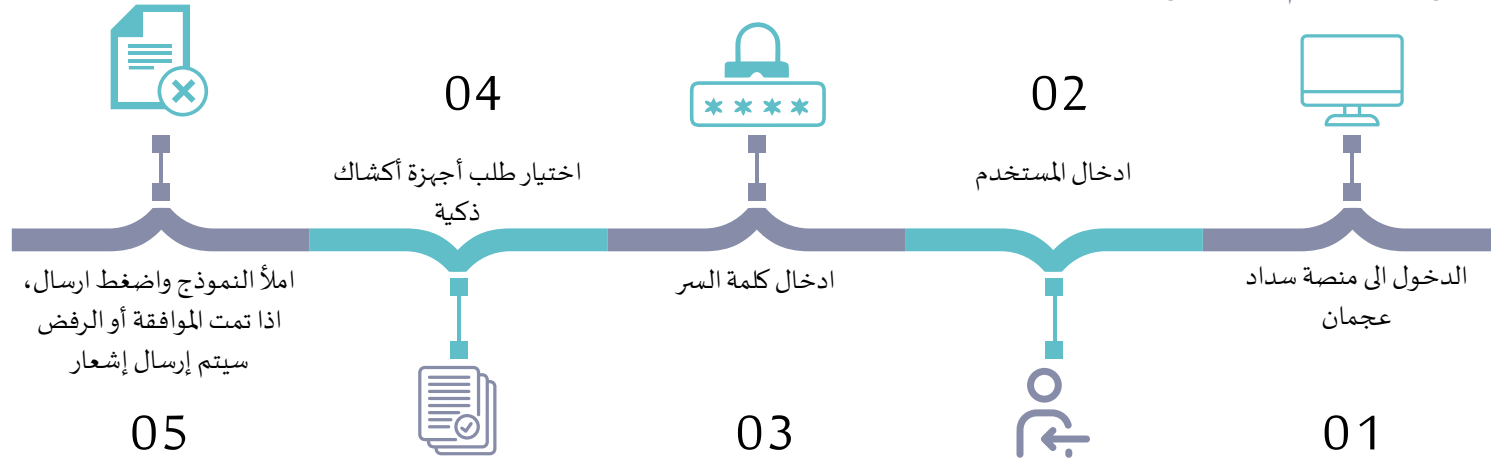 01
الدخول الى منصة سداد
عجمان
02
ادخال المستخدم
03
ادخال كلمة السر
04
اختيار طلب أجهزة أكشاك
ذكية
05
املأ النموذج واضغط ارسال،
اذا تمت الموافقة أو الرفض
سيتم إرسال إشعار